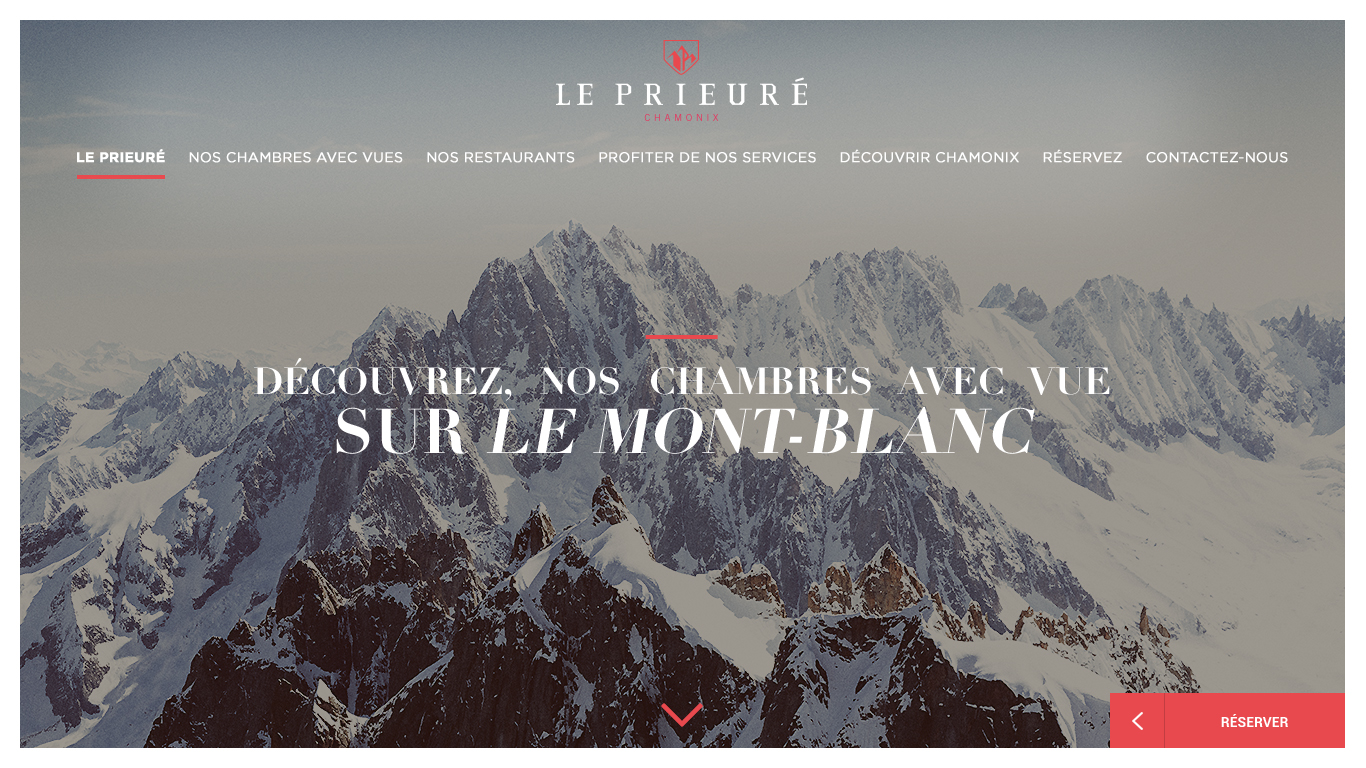 LE PRIEURÉ
CHAMONIX
LE PRIEURÉ NOS CHAMBRES AVEC VUES NOS RESTAURANTS PROFITER DE NOS SERVICES DÉCOUVRIR CHAMONIX RÉSERVEZ CONTACTEZ-NOUS
DÉCOUVREZ, NOS CHAMBRES AVEC VUE
SUR LE MONT-BLANC
RÉSERVER